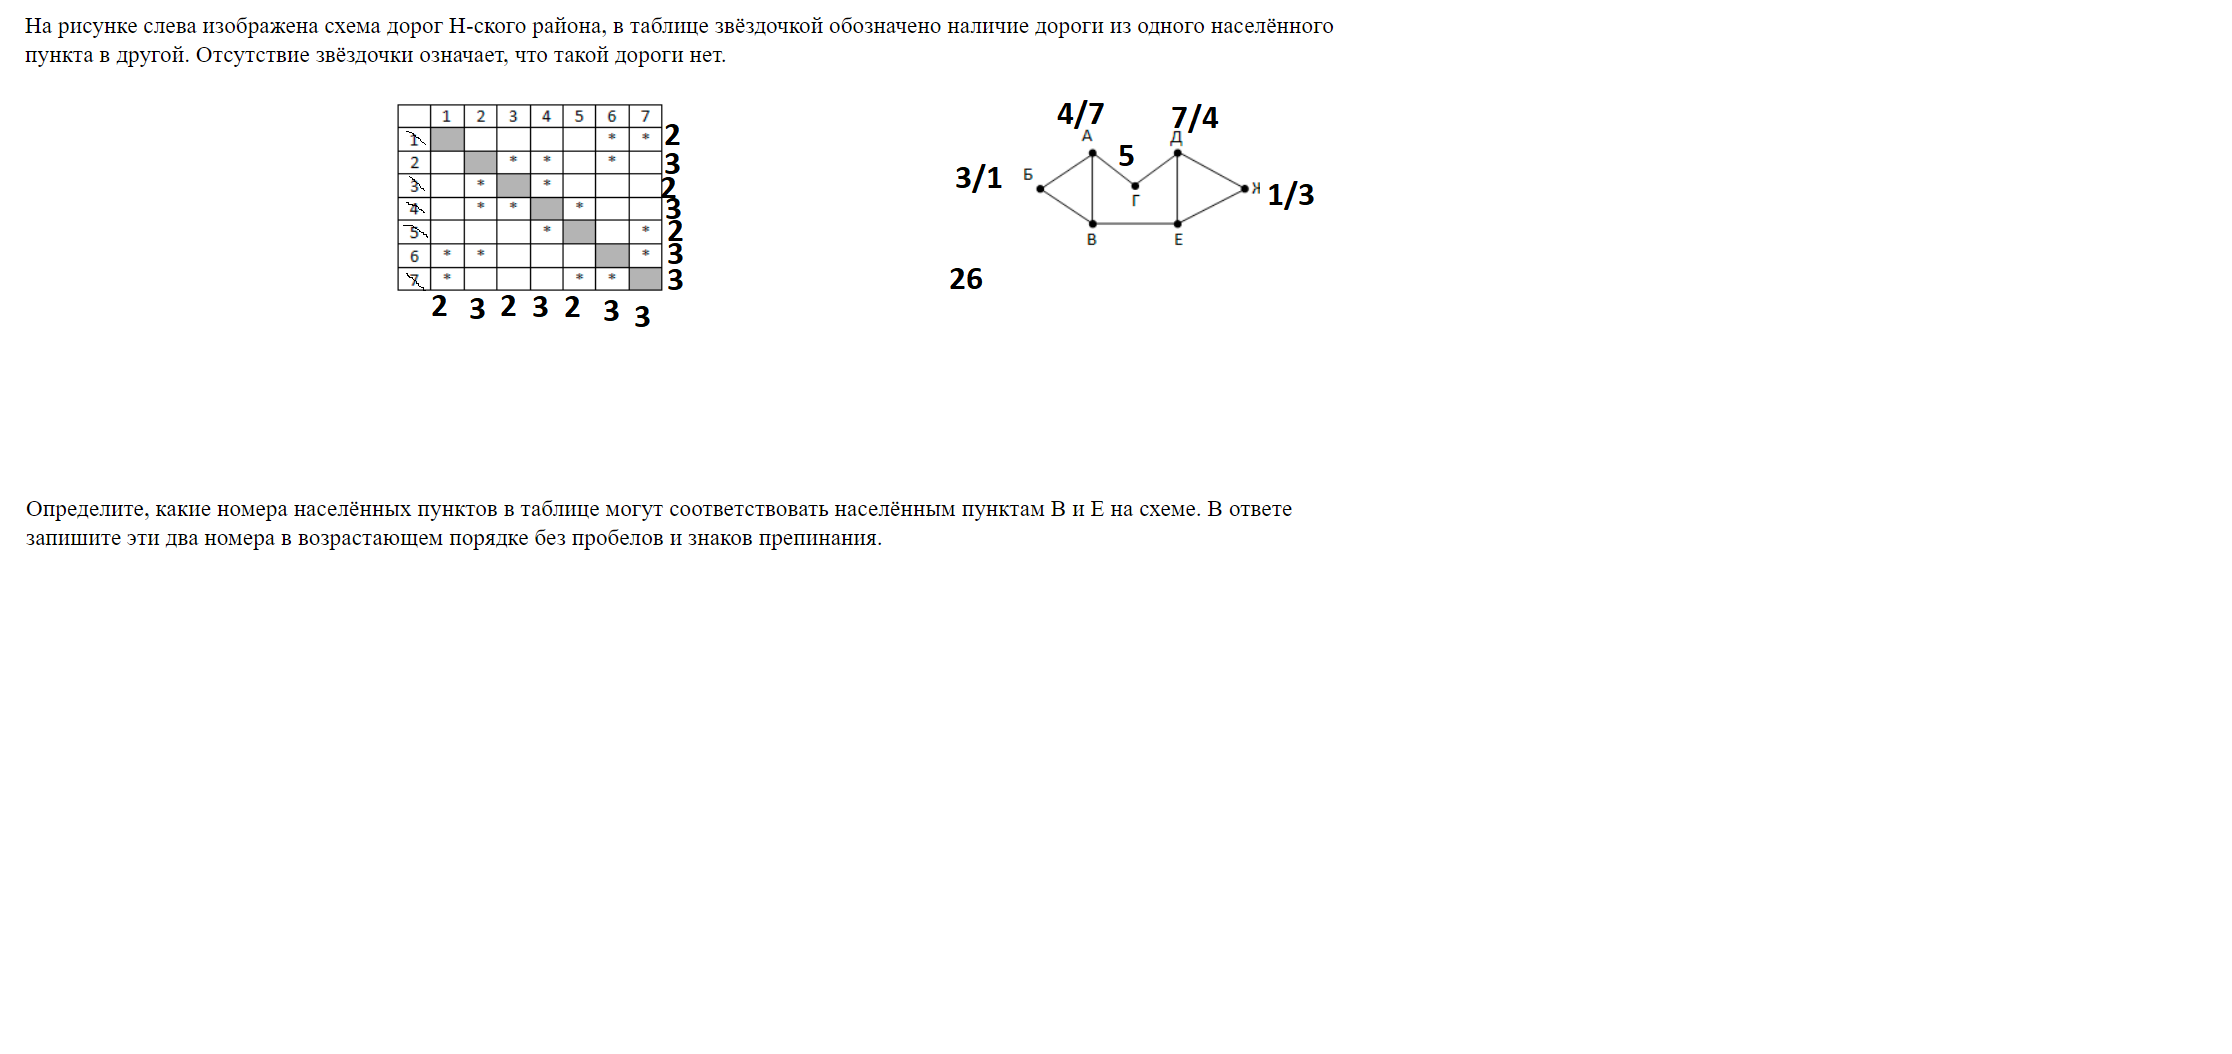 На рисунке слева изображена схема дорог Н-ского района, в таблице звёздочкой обозначено наличие дороги из одного населённого
пункта в другой. Отсутствие звёздочки означает, что такой дороги нет.
1 2 3 4 5 6 7
1 * * 2
2 * * * 3
3 * * 2
4 * * * 3
5 * * 2
6 * * * 3
7 * * * 3
2 3 2 3 2 3 3
4/7 7/4
А Д
5
3/1 Б Ж 1/3
Г
В Е
26
Определите, какие номера населённых пунктов в таблице могут соответствовать населённым пунктам В и Е на схеме. В ответе
запишите эти два номера в возрастающем порядке без пробелов и знаков препинания.